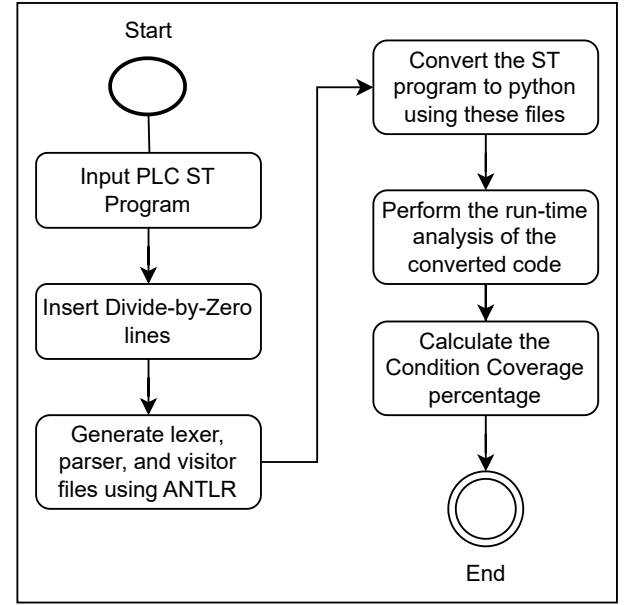 Start
Input PLC ST
Program
Insert Divide-by-Zero
lines
Generate lexer,
parser, and visitor
files using ANTLR
Convert the ST
program to python
using these files
Perform the run-time
analysis of the
converted code
Calculate the
Condition Coverage
percentage
End